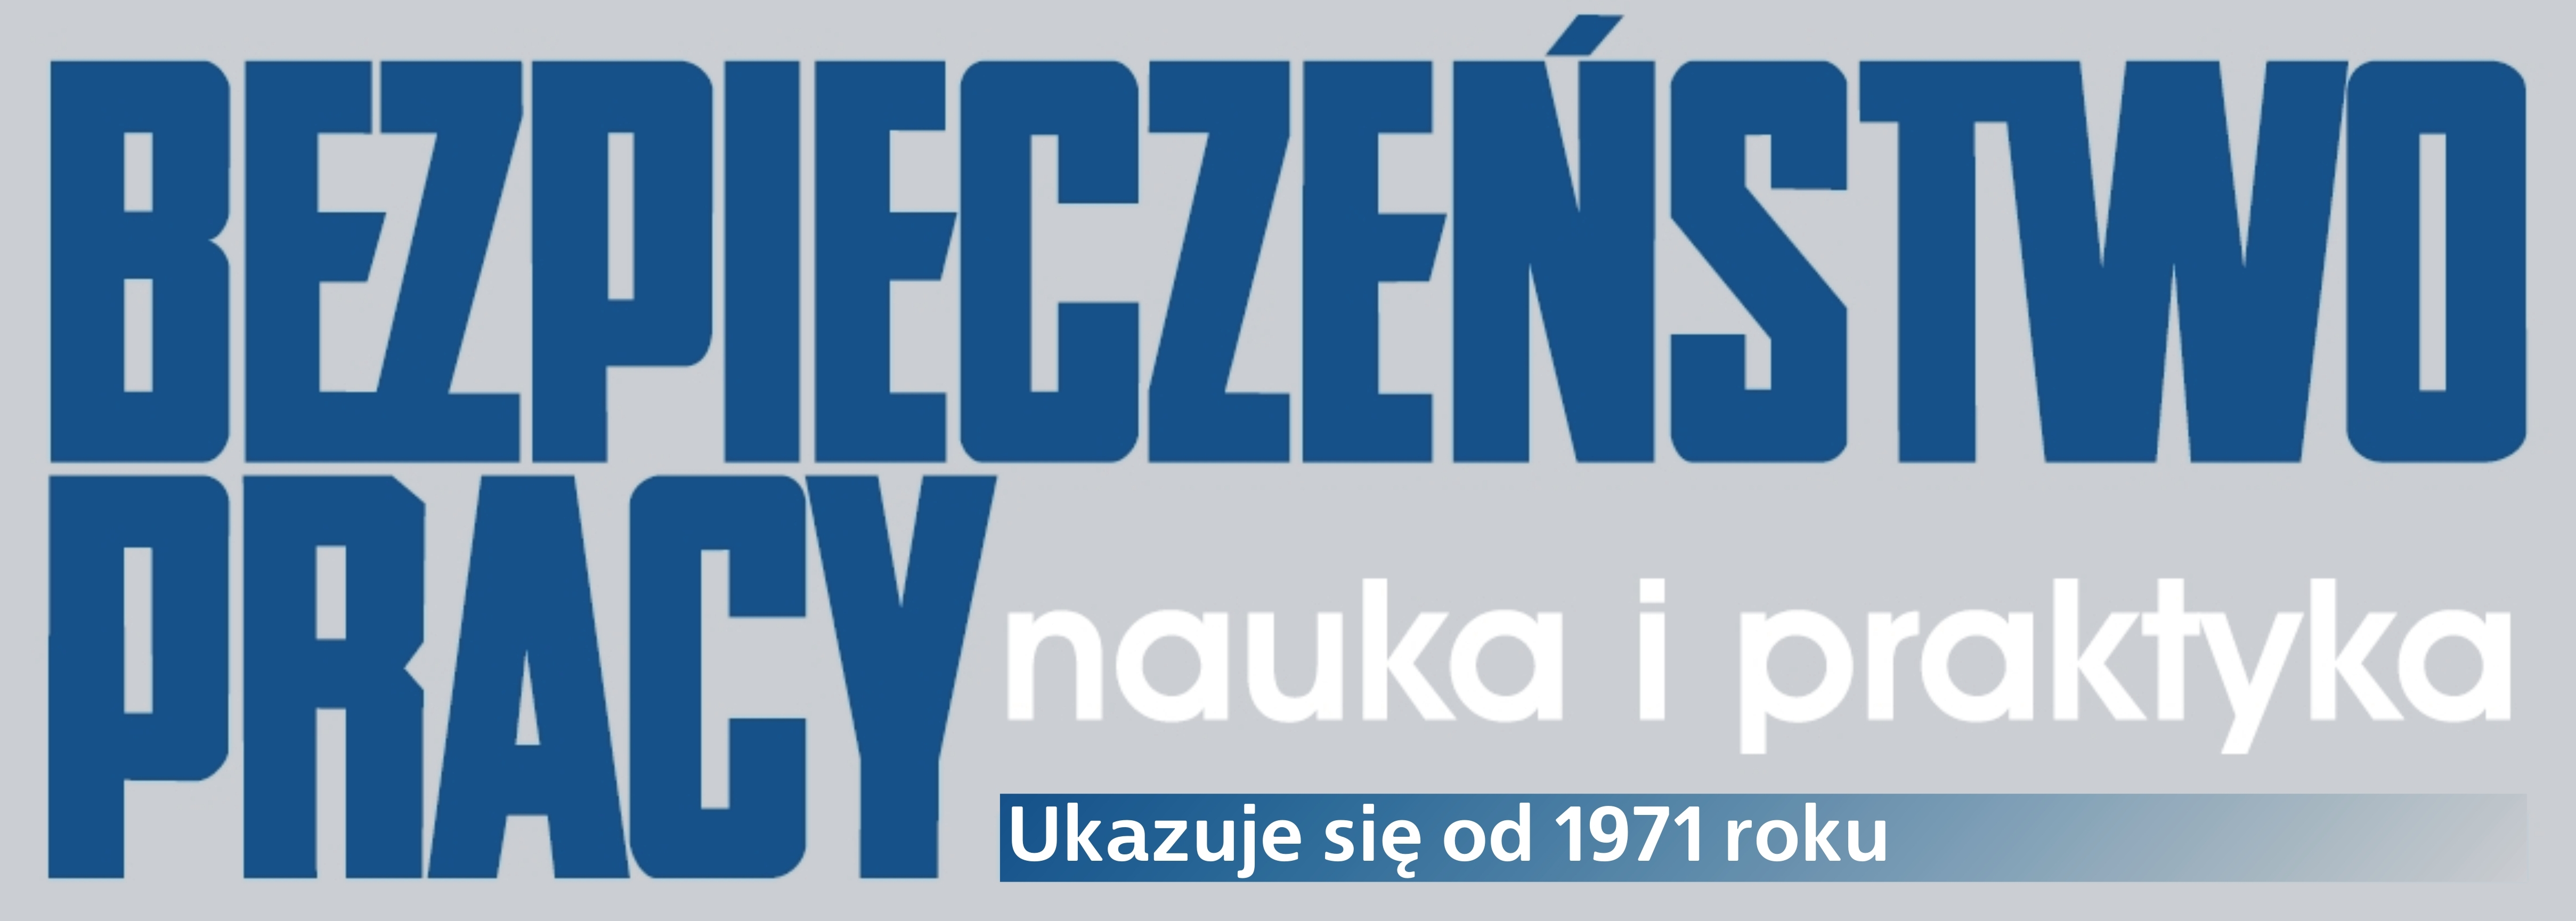 BEZPIECZEŃSTWO
PRACY nauka i praktyka
Ukazuje się od 1971 roku